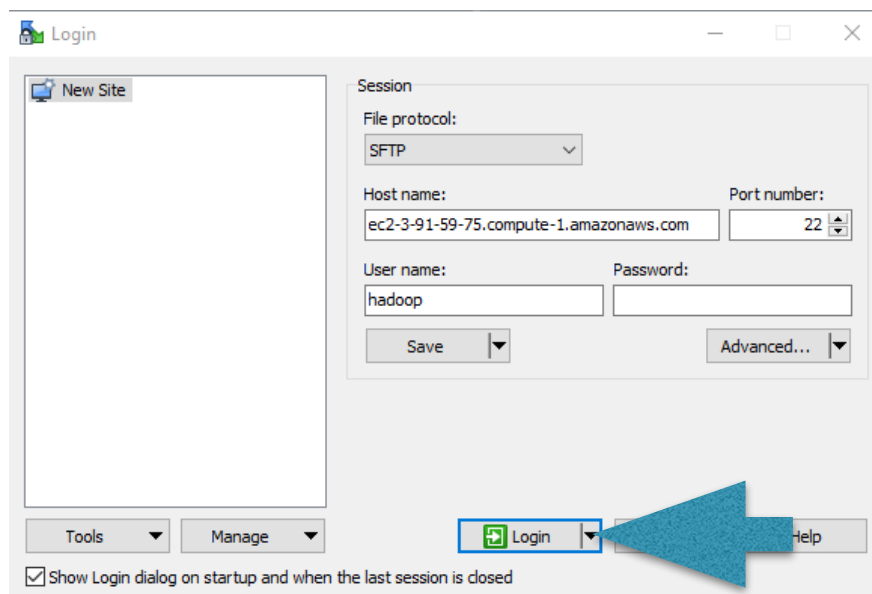 Login
New Site
Session
File protocol:
SFTP
Host name:
Port number:
ec2-3-91-59-75.compute-1.amazonaws.com
22
User name:
Password:
hadoop
Save
Advanced...
Tools
Manage
Login
Show Login dialog on startup and when the last session is closed